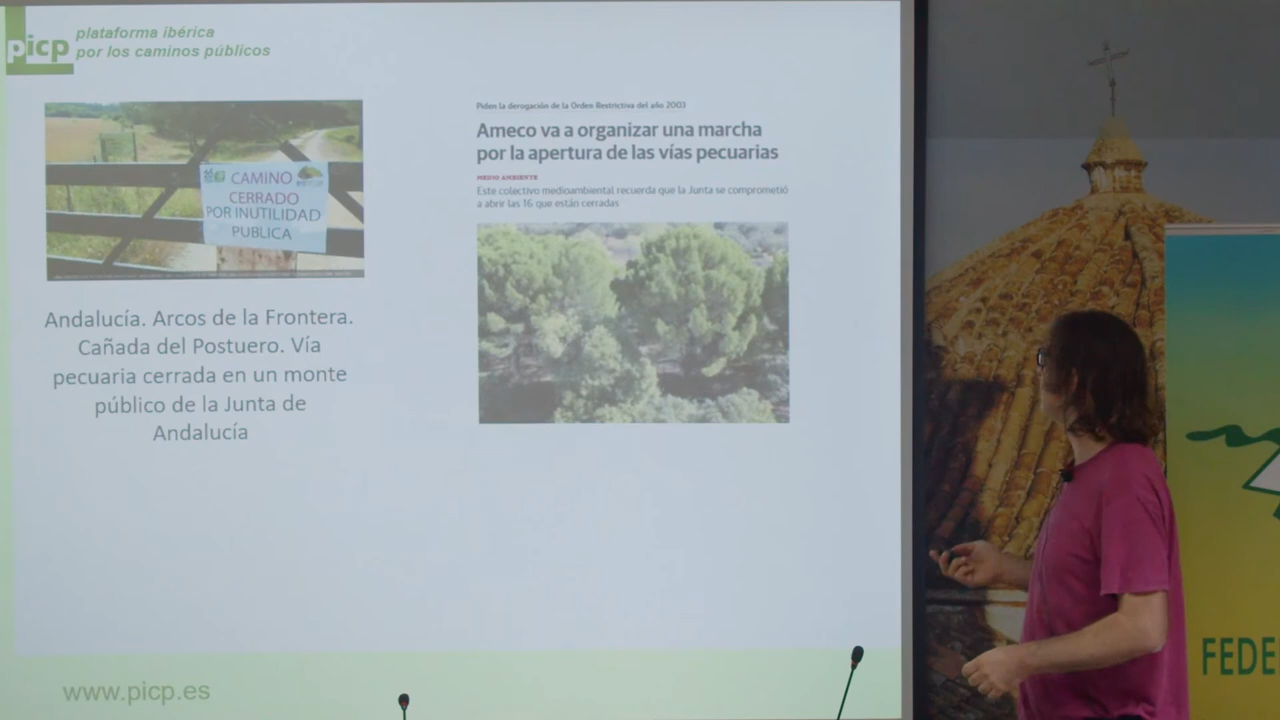 picp
plataforma ibérica
por los caminos públicos
CAMINO
CERRADO
POR INUTILIDAD
PUBLICA
Andalucía. Arcos de la Frontera.
Cañada del Postuero. Vía
pecuaria cerrada en un monte
público de la Junta de
Andalucía
Piden la derogación de la Orden Restrictiva del año 2003
Ameco va a organizar una marcha
por la apertura de las vías pecuarias
MEDIO AMBIENTE
Este colectivo medioambiental recuerda que la Junta se comprometió
a abrir las 16 que están cerradas
www.picp.es
FEDE